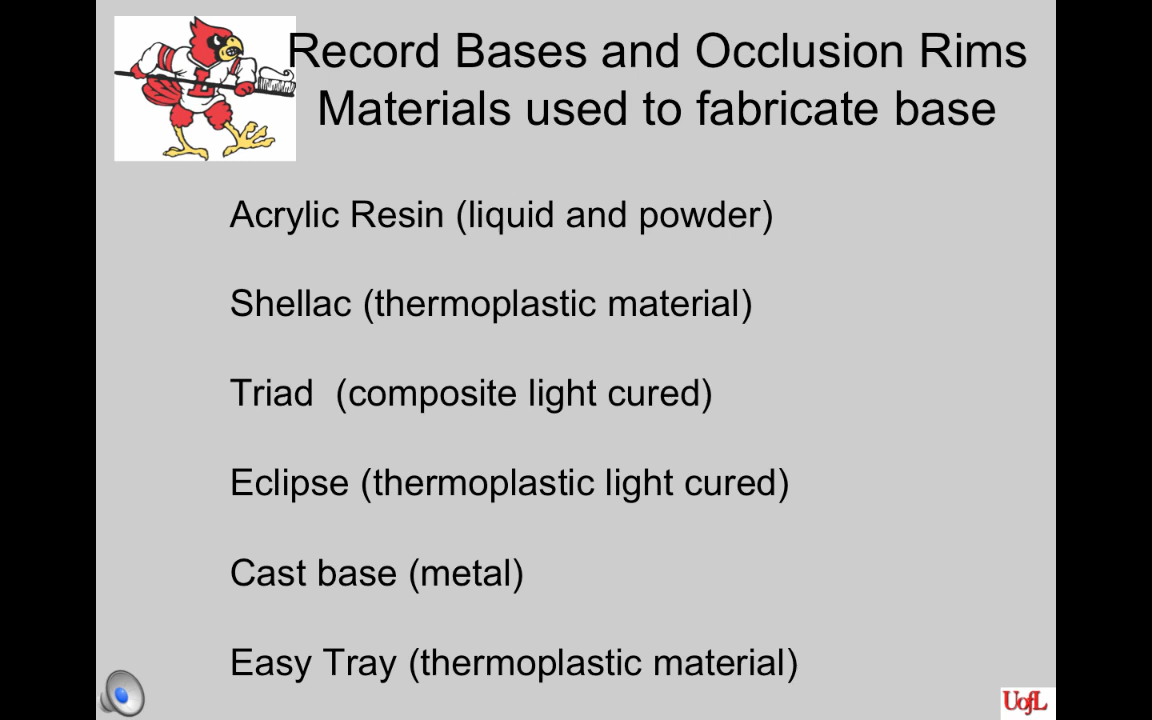 Record Bases and Occlusion Rims
Materials used to fabricate base
Acrylic Resin (liquid and powder)
Shellac (thermoplastic material)
Triad  (composite light cured)
Eclipse (thermoplastic light cured)
Cast base (metal)
Easy Tray (thermoplastic material)
UofL